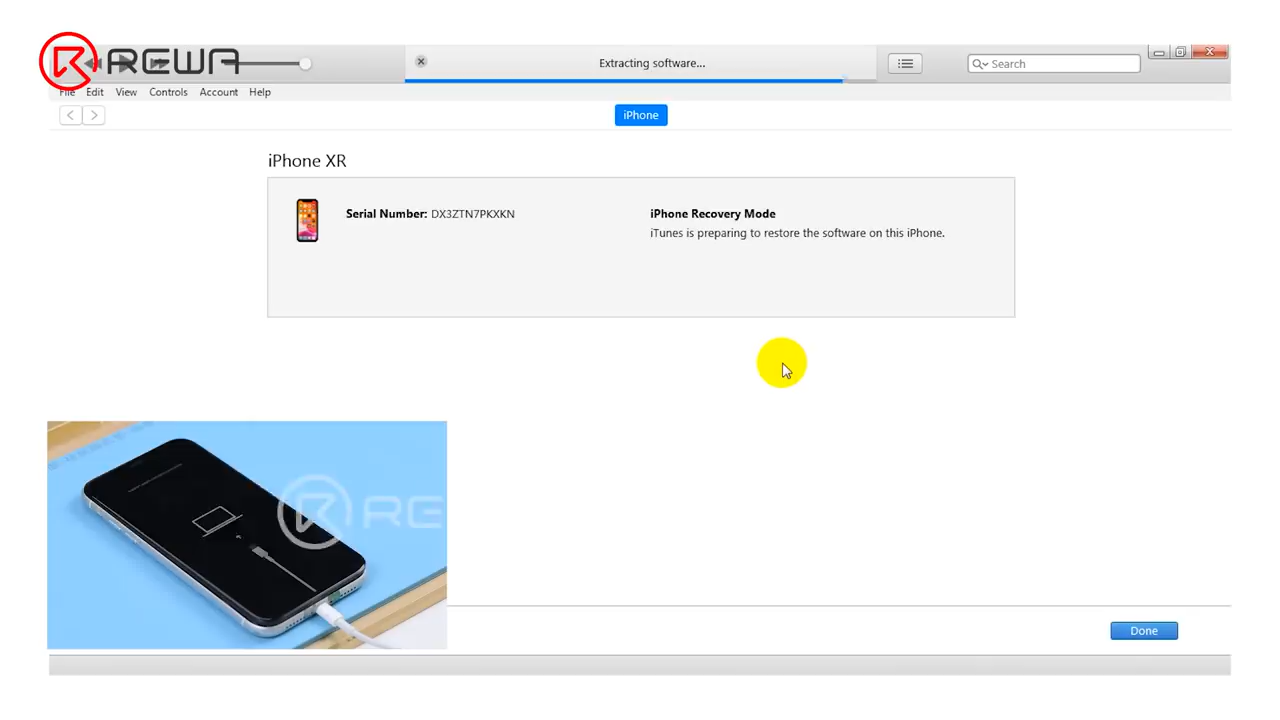 REWA
Extracting software...
Search
File Edit View Controls Account Help
iPhone
iPhone XR
Serial Number: DX3ZTN7PKXKN
iPhone Recovery Mode
iTunes is preparing to restore the software on this iPhone.
RE
Done